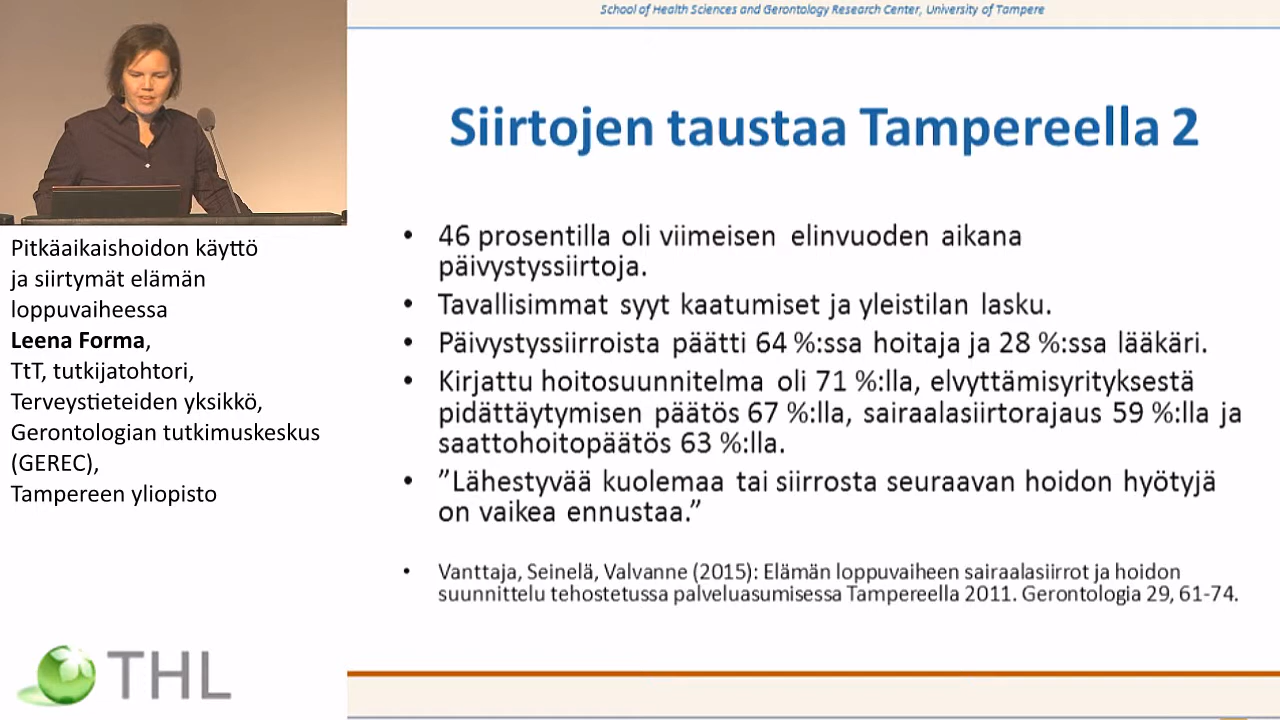 School of Health Sciences and Gerontology Research Center, University of Tampere
Siirtojen taustaa Tampereella 2
• 46 prosentilla oli viimeisen elinvuoden aikana
päivystyssiirtoja.
• Tavallisimmat syyt kaatumiset ja yleistilan lasku.
• Päivystyssiirroista päätti 64 %:ssa hoitaja ja 28 %:ssa lääkäri.
• Kirjattu hoitosuunnitelma oli 71 %:lla, elvyttämisyrityksestä
pidättäytymisen päätös 67 %:lla, sairaalasiirtorajaus 59 %:lla ja
saattohoitopäätös 63 %:lla.
• ”Lähestyvää kuolemaa tai siirrosta seuraavan hoidon hyötyjä
on vaikea ennustaa.”
• Vanttaja, Seinelä, Valvanne (2015): Elämän loppuvaiheen sairaalasiirrot ja hoidon
suunnittelu tehostetussa palveluasumisessa Tampereella 2011. Gerontologia 29, 61-74.
Pitkäaikaishoidon käyttö
ja siirtymät elämän
loppuvaiheessa
Leena Forma,
TtT, tutkijatohtori,
Terveystieteiden yksikkö,
Gerontologian tutkimuskeskus
(GEREC),
Tampereen yliopisto
THL